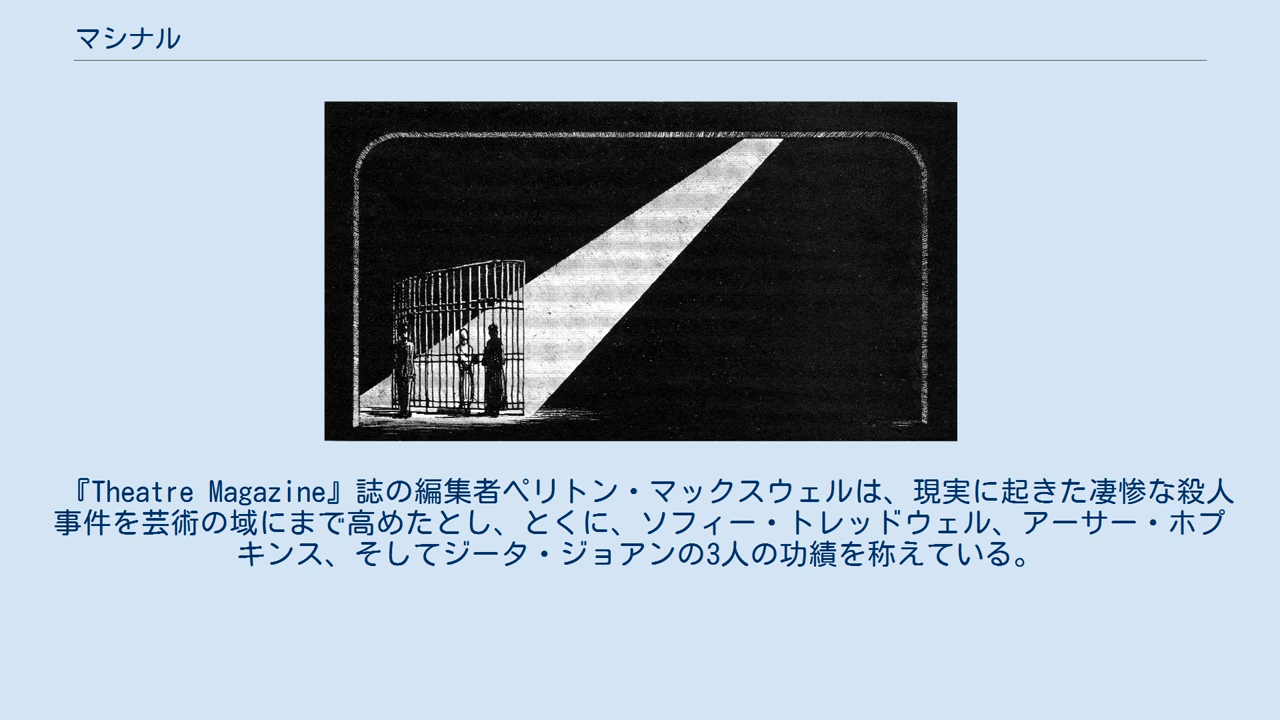 マシナル
『Theatre Magazine』誌の編集者ペリトン・マックスウェルは、現実に起きた凄惨な殺人
事件を芸術の域にまで高めたとし、とくに、ソフィー・トレッドウェル、アーサー・ホプ
キンス、そしてジータ・ジョアンの3人の功績を称えている。